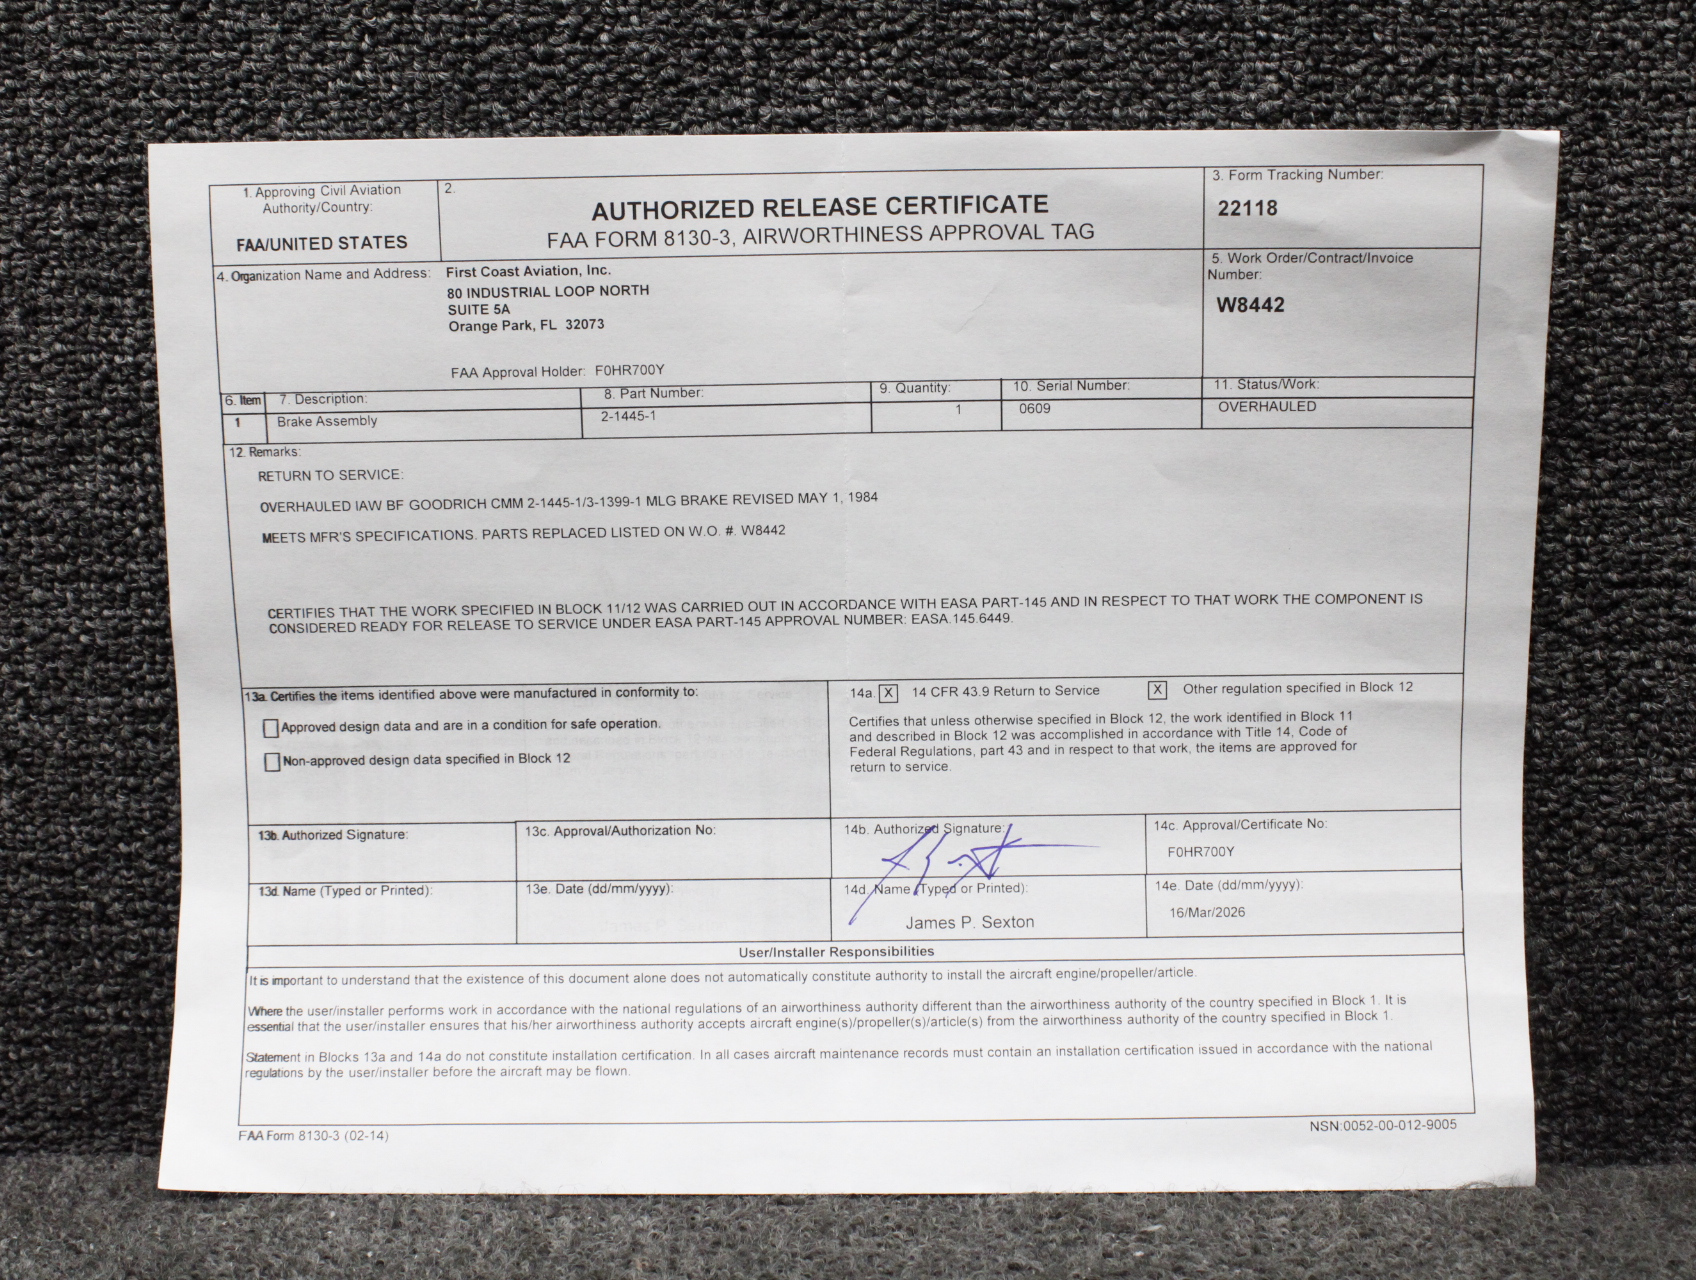 1. Approving Civil Aviation
Authority/Country:
FAA/UNITED STATES
2.
AUTHORIZED RELEASE CERTIFICATE
FAA FORM 8130-3, AIRWORTHINESS APPROVAL TAG
3. Form Tracking Number:
22118
4. Organization Name and Address:
First Coast Aviation, Inc.
80 INDUSTRIAL LOOP NORTH
SUITE 5A
Orange Park, FL 32073
FAA Approval Holder: F0HR700Y
5. Work Order/Contract/Invoice
Number:
W8442
6. Item 7. Description: 8. Part Number: 9. Quantity: 10. Serial Number: 11. Status/Work:
1 Brake Assembly 2-1445-1 1 0609 OVERHAULED
12. Remarks:
RETURN TO SERVICE:
OVERHAULED IAW BF GOODRICH CMM 2-1445-1/3-1399-1 MLG BRAKE REVISED MAY 1, 1984
MEETS MFR'S SPECIFICATIONS. PARTS REPLACED LISTED ON W.O. #. W8442
CERTIFIES THAT THE WORK SPECIFIED IN BLOCK 11/12 WAS CARRIED OUT IN ACCORDANCE WITH EASA PART-145 AND IN RESPECT TO THAT WORK THE COMPONENT IS
CONSIDERED READY FOR RELEASE TO SERVICE UNDER EASA PART-145 APPROVAL NUMBER: EASA.145.6449.
13a. Certifies the items identified above were manufactured in conformity to:
Approved design data and are in a condition for safe operation.
Non-approved design data specified in Block 12
14a. X 14 CFR 43.9 Return to Service X Other regulation specified in Block 12
Certifies that unless otherwise specified in Block 12, the work identified in Block 11
and described in Block 12 was accomplished in accordance with Title 14, Code of
Federal Regulations, part 43 and in respect to that work, the items are approved for
return to service.
13b. Authorized Signature:
13c. Approval/Authorization No:
14b. Authorized Signature:
14c. Approval/Certificate No:
F0HR700Y
13d. Name (Typed or Printed):
13e. Date (dd/mm/yyyy):
14d. Name (Typed or Printed):
James P. Sexton
14e. Date (dd/mm/yyyy):
16/Mar/2026
User/Installer Responsibilities
It is important to understand that the existence of this document alone does not automatically constitute authority to install the aircraft engine/propeller/article.
Where the user/installer performs work in accordance with the national regulations of an airworthiness authority different than the airworthiness authority of the country specified in Block 1. It is
essential that the user/installer ensures that his/her airworthiness authority accepts aircraft engine(s)/propeller(s)/article(s) from the airworthiness authority of the country specified in Block 1.
Statement in Blocks 13a and 14a do not constitute installation certification. In all cases aircraft maintenance records must contain an installation certification issued in accordance with the national
regulations by the user/installer before the aircraft may be flown.
FAA Form 8130-3 (02-14)
NSN:0052-00-012-9005